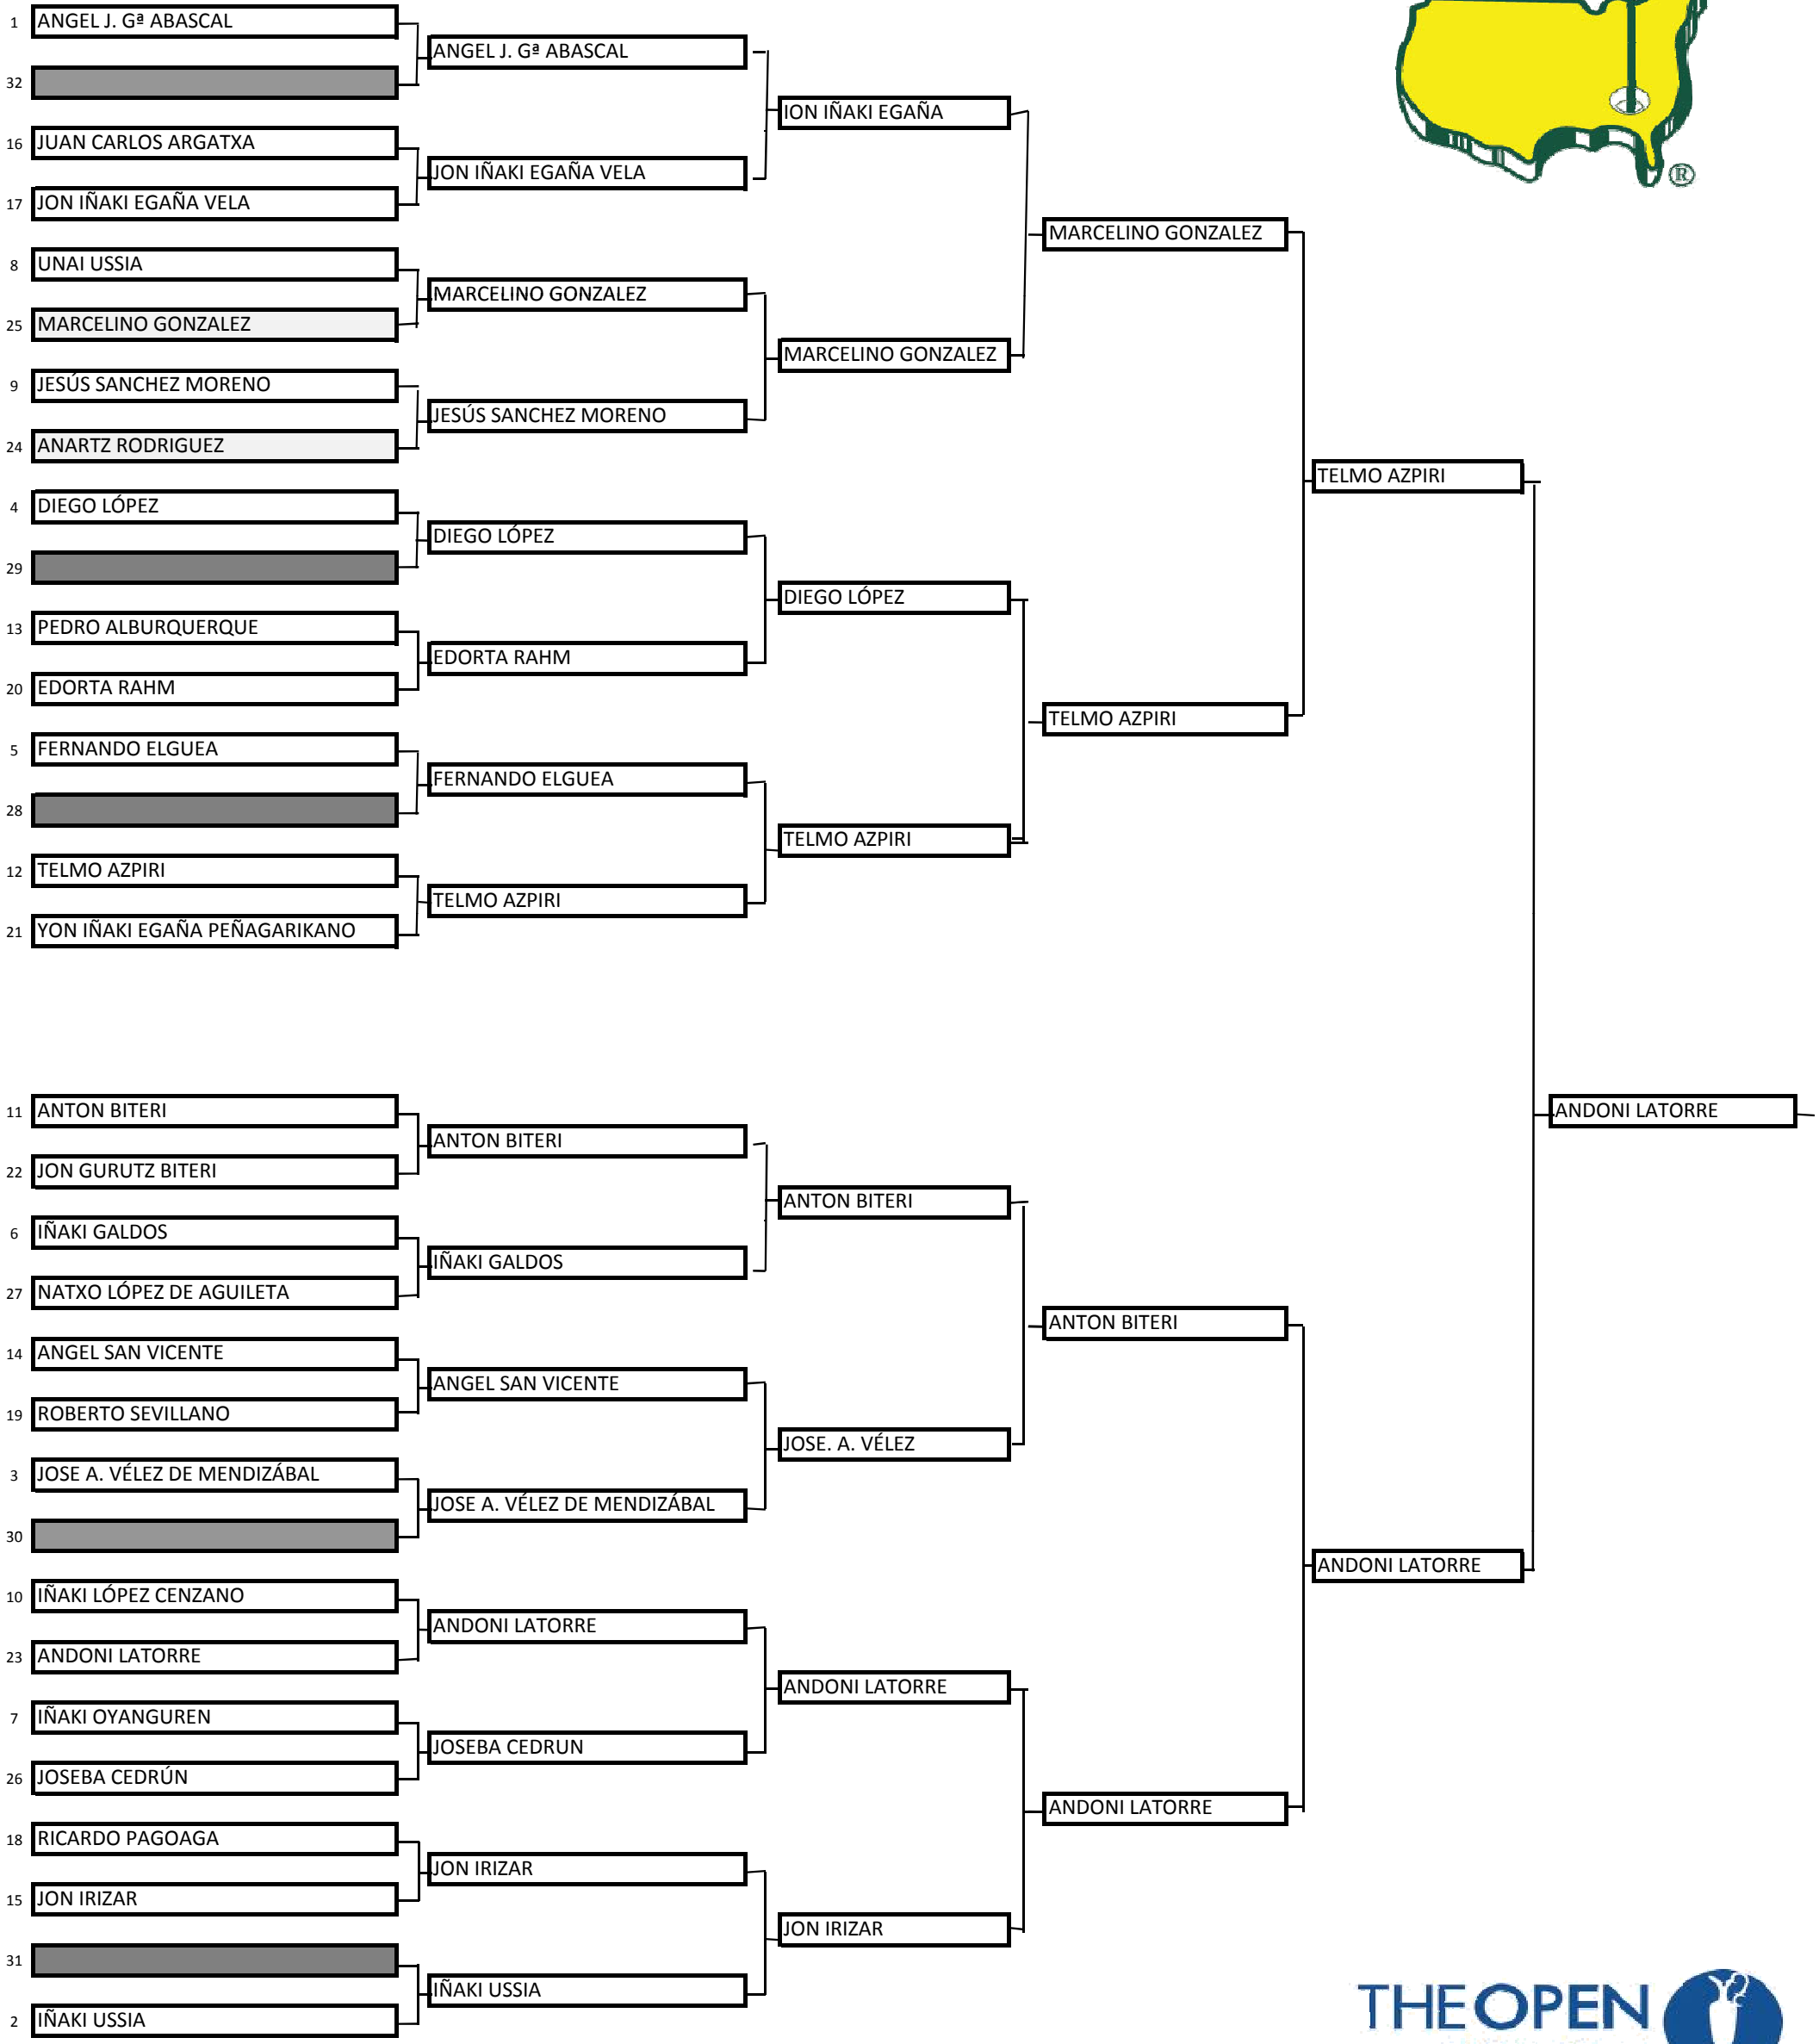 1 ANGEL J. Gª ABASCAL
ANGEL J. Gª ABASCAL
32
ION IÑAKI EGAÑA
16 JUAN CARLOS ARGATXA
JON IÑAKI EGAÑA VELA
17 JON IÑAKI EGAÑA VELA
®
MARCELINO GONZALEZ
8 UNAI USSIA
MARCELINO GONZALEZ
25 MARCELINO GONZALEZ
MARCELINO GONZALEZ
9 JESÚS SANCHEZ MORENO
JESÚS SANCHEZ MORENO
24 ANARTZ RODRIGUEZ
TELMO AZPIRI
4 DIEGO LÓPEZ
DIEGO LÓPEZ
29
DIEGO LÓPEZ
13 PEDRO ALBURQUERQUE
EDORTA RAHM
20 EDORTA RAHM
TELMO AZPIRI
5 FERNANDO ELGUEA
FERNANDO ELGUEA
28
TELMO AZPIRI
12 TELMO AZPIRI
TELMO AZPIRI
21 YON IÑAKI EGAÑA PEÑAGARIKANO
11 ANTON BITERI
ANDONI LATORRE
ANTON BITERI
22 JON GURUTZ BITERI
ANTON BITERI
6 IÑAKI GALDOS
IÑAKI GALDOS
27 NATXO LÓPEZ DE AGUILETA
ANTON BITERI
14 ANGEL SAN VICENTE
ANGEL SAN VICENTE
19 ROBERTO SEVILLANO
JOSE. A. VÉLEZ
3 JOSE A. VÉLEZ DE MENDIZÁBAL
JOSE A. VÉLEZ DE MENDIZÁBAL
30
ANDONI LATORRE
10 IÑAKI LÓPEZ CENZANO
ANDONI LATORRE
23 ANDONI LATORRE
ANDONI LATORRE
7 IÑAKI OYANGUREN
JOSEBA CEDRUN
26 JOSEBA CEDRÚN
ANDONI LATORRE
18 RICARDO PAGOAGA
JON IRIZAR
15 JON IRIZAR
JON IRIZAR
31
IÑAKI USSIA
2 IÑAKI USSIA
THE OPEN